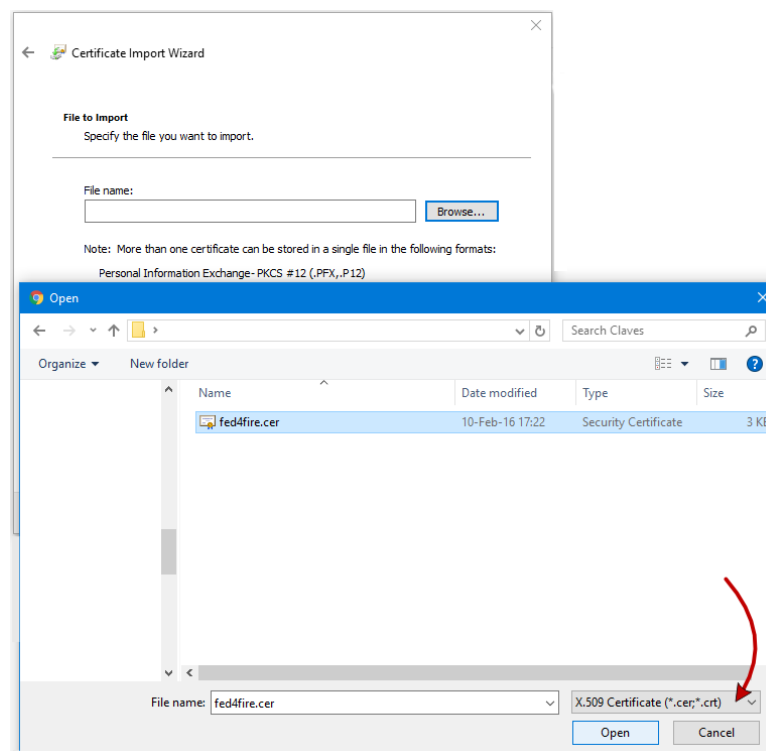 Certificate Import Wizard
File to Import
Specify the file you want to import.
File name:
Browse...
Note: More than one certificate can be stored in a single file in the following formats:
Personal Information Exchange- PKCS #12 (.PFX,.P12)
Open
Search Claves
Organize
New folder
?
Name Date modified Type Size
fed4fire.cer 10-Feb-16 17:22 Security Certificate 3 KE
File name: fed4fire.cer X.509 Certificate (*.cer;*.crt)
Open Cancel